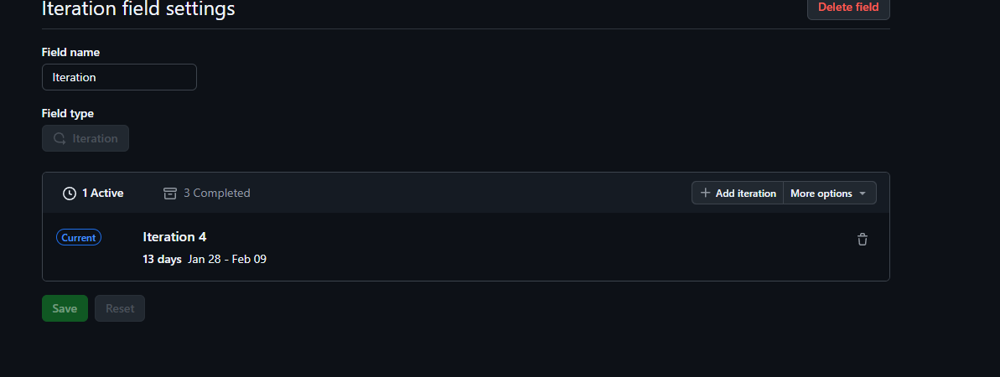 Iteration field settings
Delete field
Field name
Iteration
Field type
Iteration
1 Active
3 Completed
Add iteration
More options
Current
Iteration 4
13 days Jan 28 - Feb 09
Save
Reset